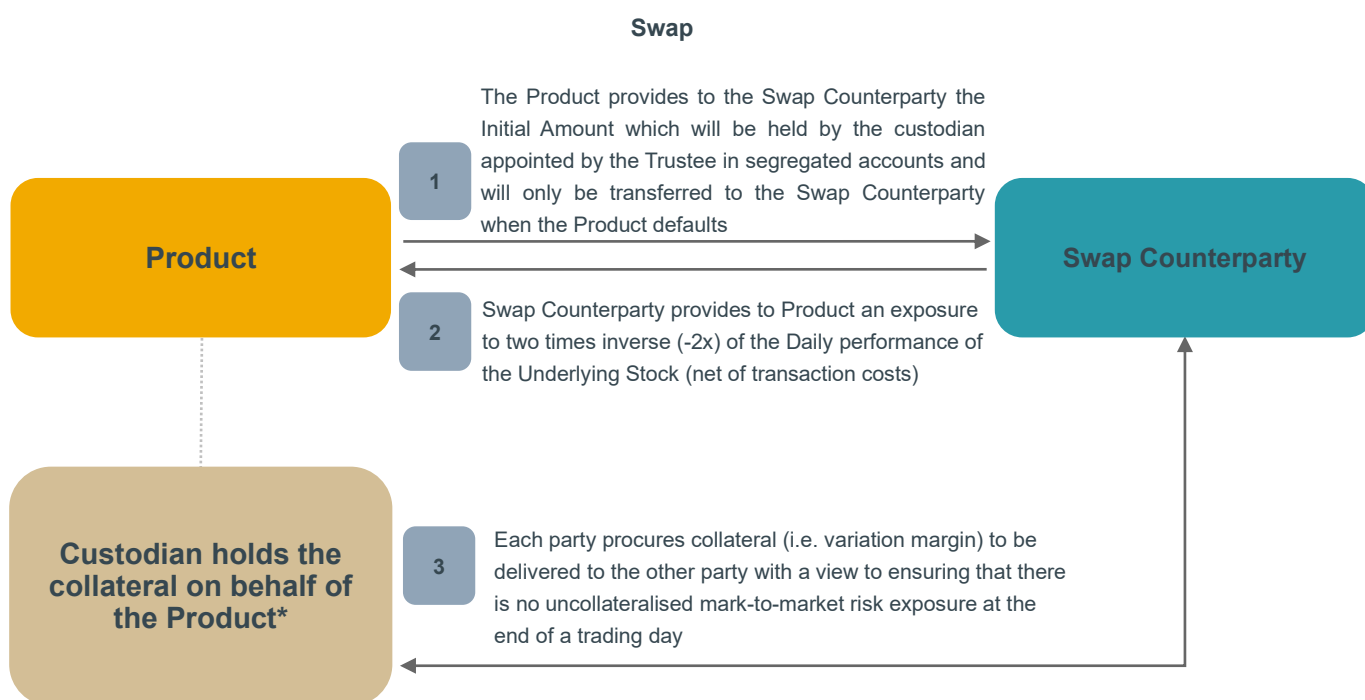 Swap
The Product provides to the Swap Counterparty the
Initial Amount which will be held by the custodian
appointed by the Trustee in segregated accounts and
will only be transferred to the Swap Counterparty
when the Product defaults
1
Product
Swap Counterparty
2
Swap Counterparty provides to Product an exposure
to two times inverse (-2x) of the Daily performance of
the Underlying Stock (net of transaction costs)
Custodian holds the
collateral on behalf of
the Product*
3
Each party procures collateral (i.e. variation margin) to be
delivered to the other party with a view to ensuring that there
is no uncollateralised mark-to-market risk exposure at the
end of a trading day